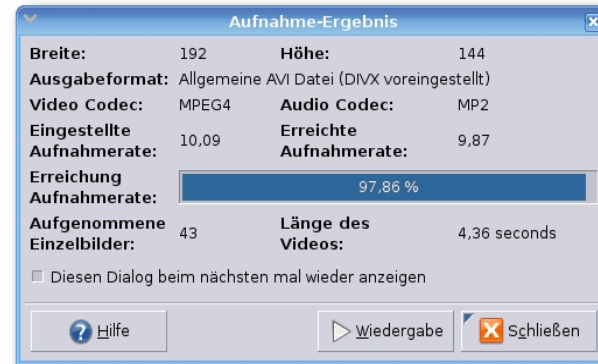 Aufnahme-Ergebnis
Breite: 192 Höhe: 144
Ausgabeformat: Allgemeine AVI Datei (DIVX voreingestellt)
Video Codec: MPEG4 Audio Codec: MP2
Eingestellte Aufnahmerate: 10,09 Erreichte Aufnahmerate: 9,87
Erreichung Aufnahmerate: 97,86 %
Aufgenommene Einzelbilder: 43 Länge des Videos: 4,36 seconds
Diesen Dialog beim nächsten mal wieder anzeigen
Hilfe Wiedergabe Schließen